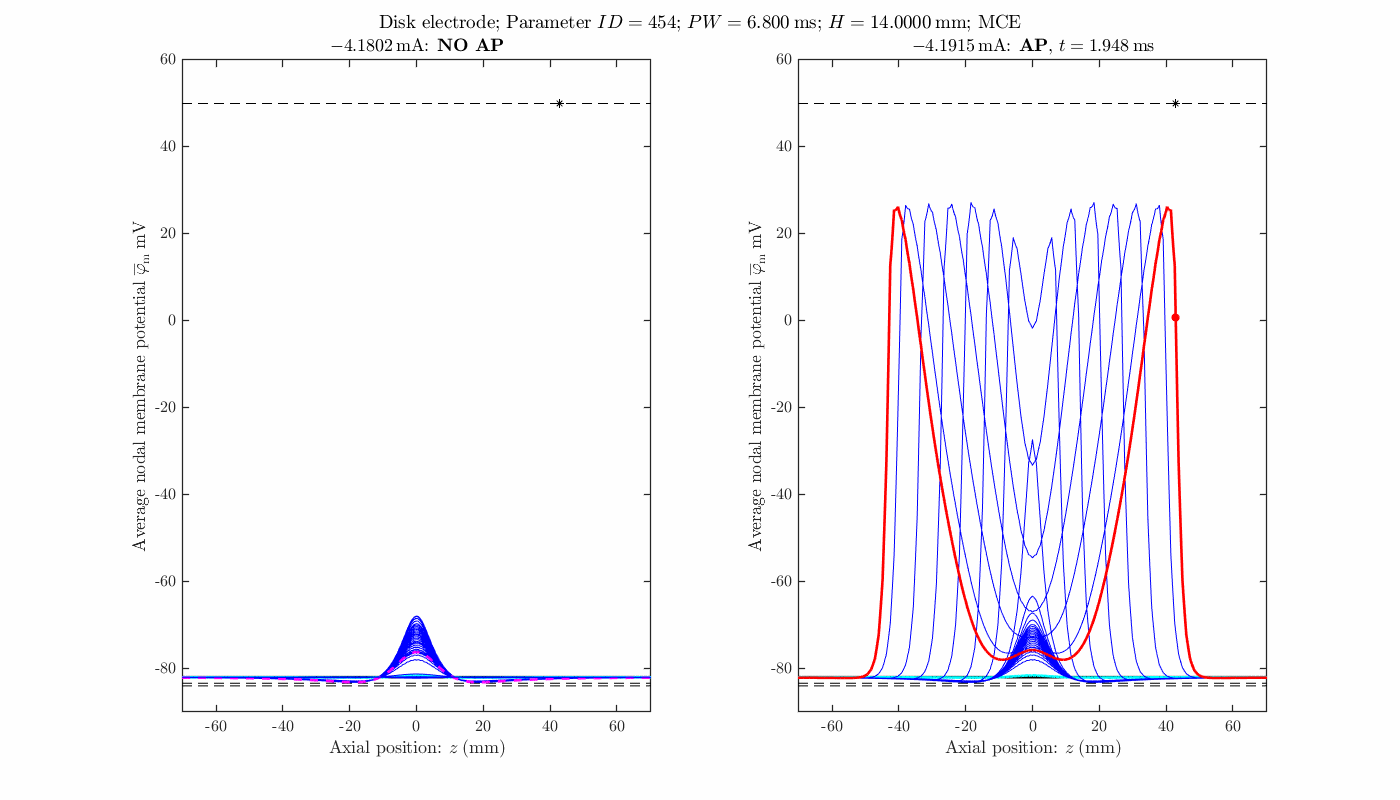 Disk electrode; Parameter ID = 454; PW = 6.800 ms; H = 14.0000 mm; MCE
−4.1802 mA: NO AP
60
40
20
0
-20
-40
-60
-80
-60 -40 -20 0 20 40 60
Axial position: z (mm)
Average nodal membrane potential φ̅m mV
−4.1915 mA: AP, t = 1.948 ms
60
40
20
0
-20
-40
-60
-80
-60 -40 -20 0 20 40 60
Axial position: z (mm)
Average nodal membrane potential φ̅m mV